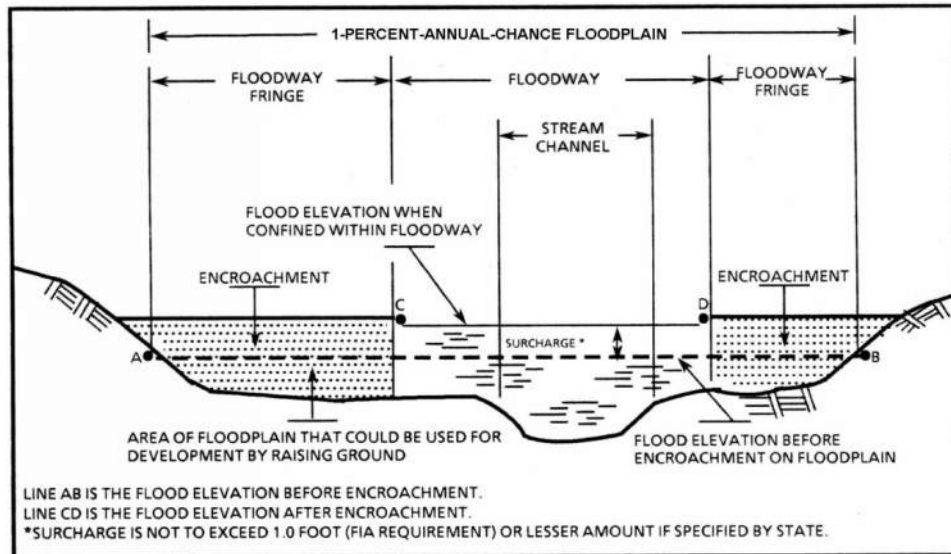 1-PERCENT-ANNUAL-CHANCE FLOODPLAIN
FLOODWAY
FRINGE
FLOODWAY
FLOODWAY
FRINGE
STREAM
CHANNEL
FLOOD ELEVATION WHEN
CONFINED WITHIN FLOODWAY
ENCROACHMENT
ENCROACHMENT
C
D
SURCHARGE *
A
B
AREA OF FLOODPLAIN THAT COULD BE USED FOR
DEVELOPMENT BY RAISING GROUND
FLOOD ELEVATION BEFORE
ENCROACHMENT ON FLOODPLAIN
LINE AB IS THE FLOOD ELEVATION BEFORE ENCROACHMENT.
LINE CD IS THE FLOOD ELEVATION AFTER ENCROACHMENT.
*SURCHARGE IS NOT TO EXCEED 1.0 FOOT (FIA REQUIREMENT) OR LESSER AMOUNT IF SPECIFIED BY STATE.